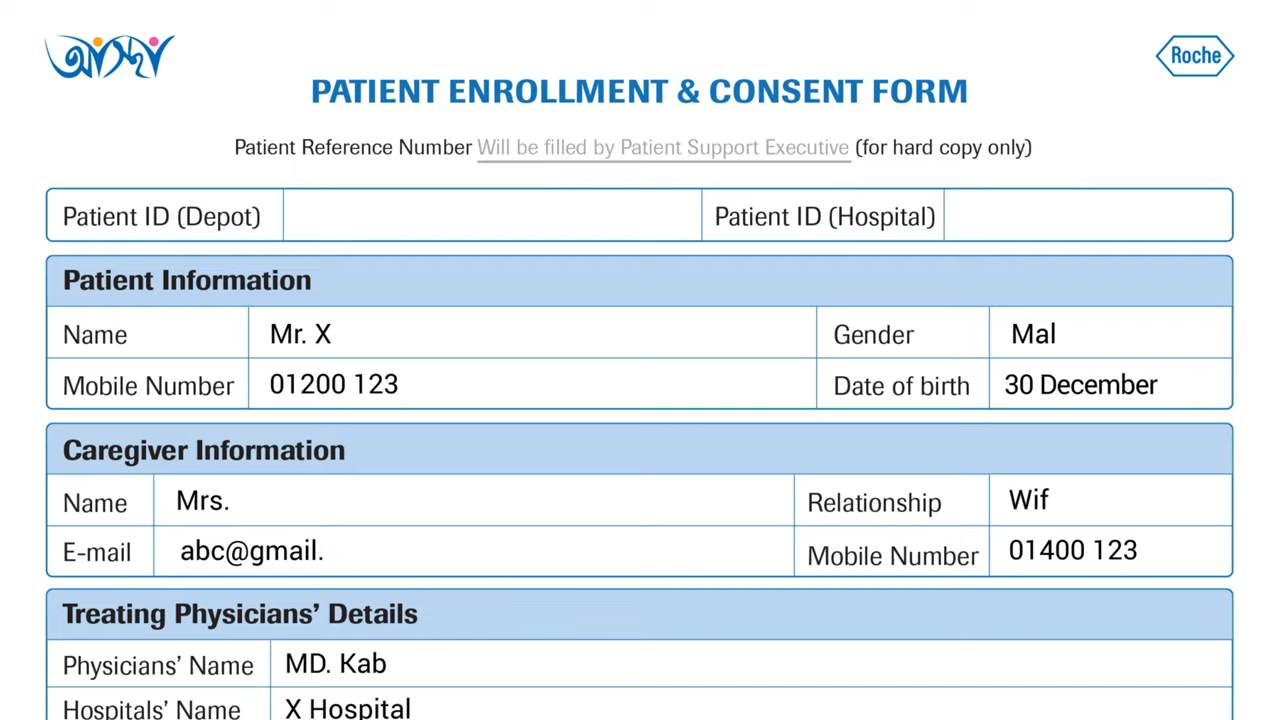 Roche
PATIENT ENROLLMENT & CONSENT FORM
Patient Reference Number Will be filled by Patient Support Executive (for hard copy only)
Patient ID (Depot) Patient ID (Hospital)
Patient Information
Name Mr. X Gender Mal
Mobile Number 01200 123 Date of birth 30 December
Caregiver Information
Name Mrs. Relationship Wif
E-mail abc@gmail. Mobile Number 01400 123
Treating Physicians’ Details
Physicians’ Name MD. Kab
Hospitals’ Name X Hospital